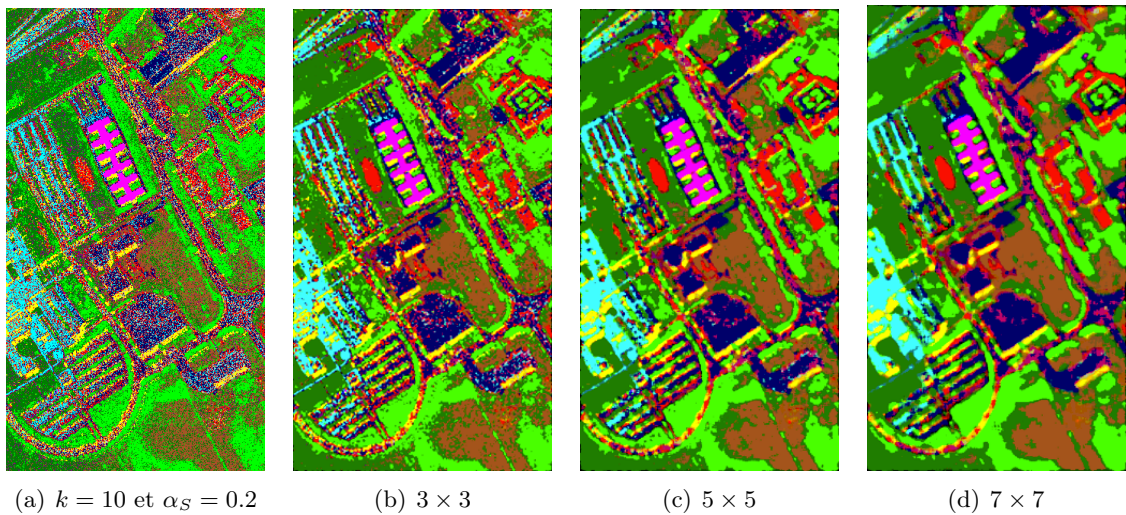 (a) k = 10 et α_S = 0.2
(b) 3 × 3
(c) 5 × 5
(d) 7 × 7